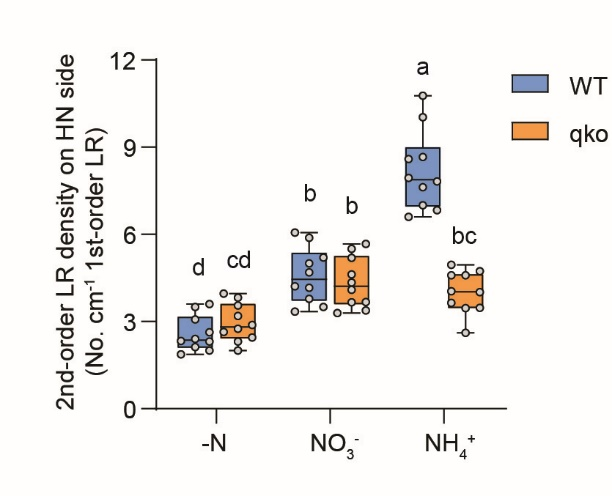 2nd-order LR density on HN side
(No. cm⁻¹ 1st-order LR)
12
9
6
3
0
d
cd
b
b
a
bc
-N
NO₃⁻
NH₄⁺
WT
qko